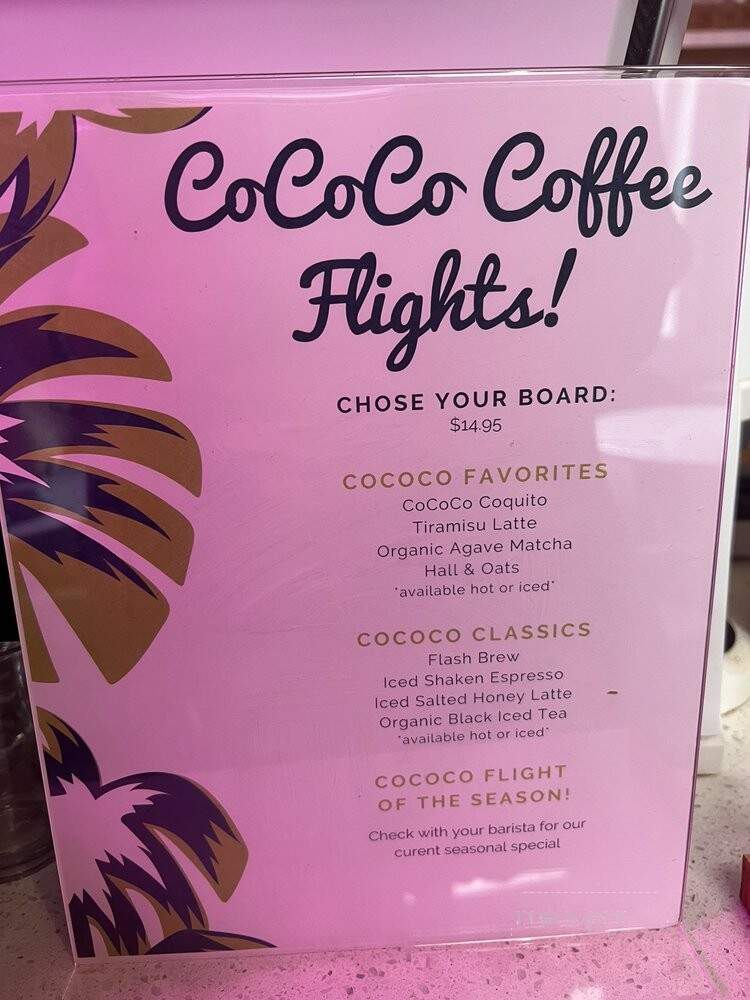 CoCoCo Coffee
Flights!
CHOSE YOUR BOARD:
$14.95
COCOCO FAVORITES
CoCoCo Coquito
Tiramisu Latte
Organic Agave Matcha
Hall & Oats
*available hot or iced*
COCOCO CLASSICS
Flash Brew
Iced Shaken Espresso
Iced Salted Honey Latte
Organic Black Iced Tea
*available hot or iced*
COCOCO FLIGHT
OF THE SEASON!
Check with your barista for our
curent seasonal special